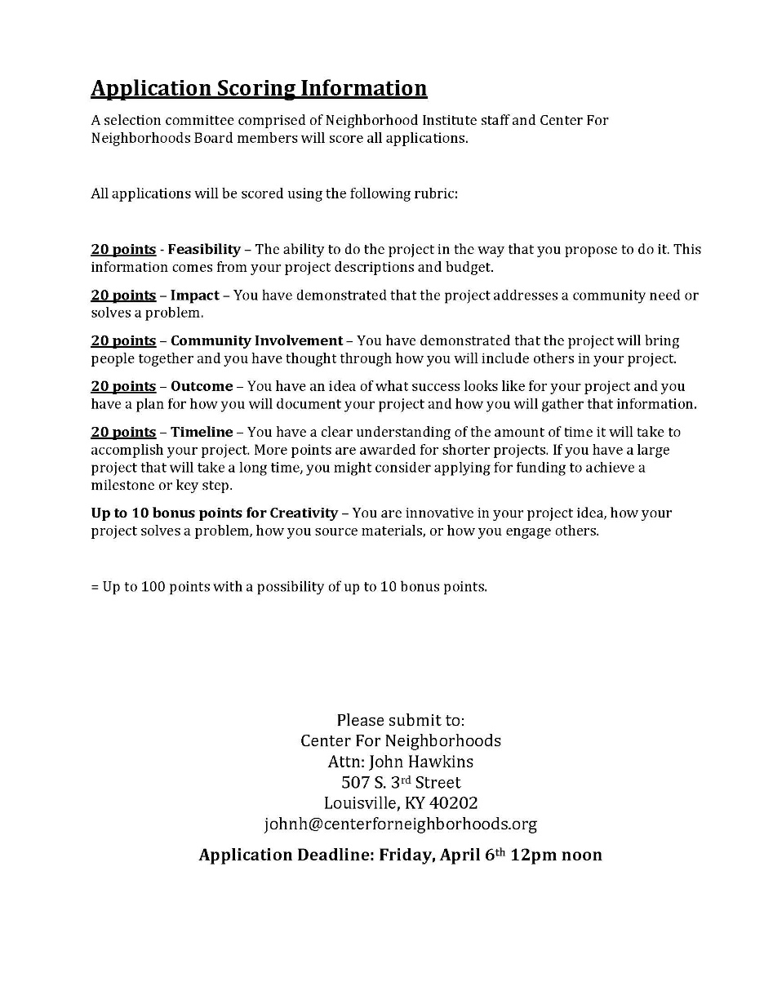 Application Scoring Information
A selection committee comprised of Neighborhood Institute staff and Center For
Neighborhoods Board members will score all applications.
All applications will be scored using the following rubric:
20 points - Feasibility – The ability to do the project in the way that you propose to do it. This
information comes from your project descriptions and budget.
20 points – Impact – You have demonstrated that the project addresses a community need or
solves a problem.
20 points – Community Involvement – You have demonstrated that the project will bring
people together and you have thought through how you will include others in your project.
20 points – Outcome – You have an idea of what success looks like for your project and you
have a plan for how you will document your project and how you will gather that information.
20 points – Timeline – You have a clear understanding of the amount of time it will take to
accomplish your project. More points are awarded for shorter projects. If you have a large
project that will take a long time, you might consider applying for funding to achieve a
milestone or key step.
Up to 10 bonus points for Creativity – You are innovative in your project idea, how your
project solves a problem, how you source materials, or how you engage others.
= Up to 100 points with a possibility of up to 10 bonus points.
Please submit to:
Center For Neighborhoods
Attn: John Hawkins
507 S. 3rd Street
Louisville, KY 40202
johnh@centerforneighborhoods.org
Application Deadline: Friday, April 6th 12pm noon